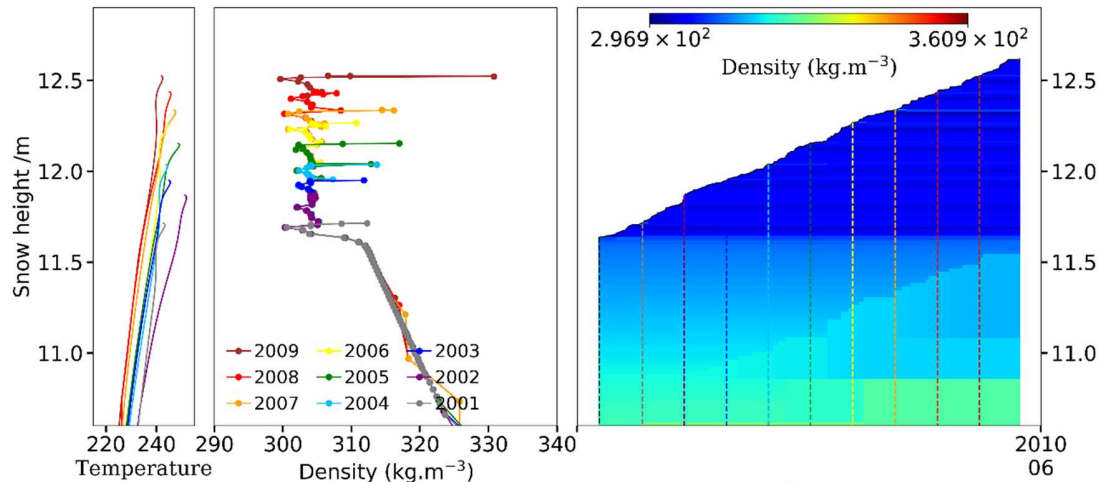 2.969 × 10² 3.609 × 10²
Density (kg.m⁻³)
Snow height /m
12.5
12.0
11.5
11.0
2009 2006 2003
2008 2005 2002
2007 2004 2001
220 240
Temperature
290 300 310 320 330 340
Density (kg.m⁻³)
12.5
12.0
11.5
11.0
2010
06